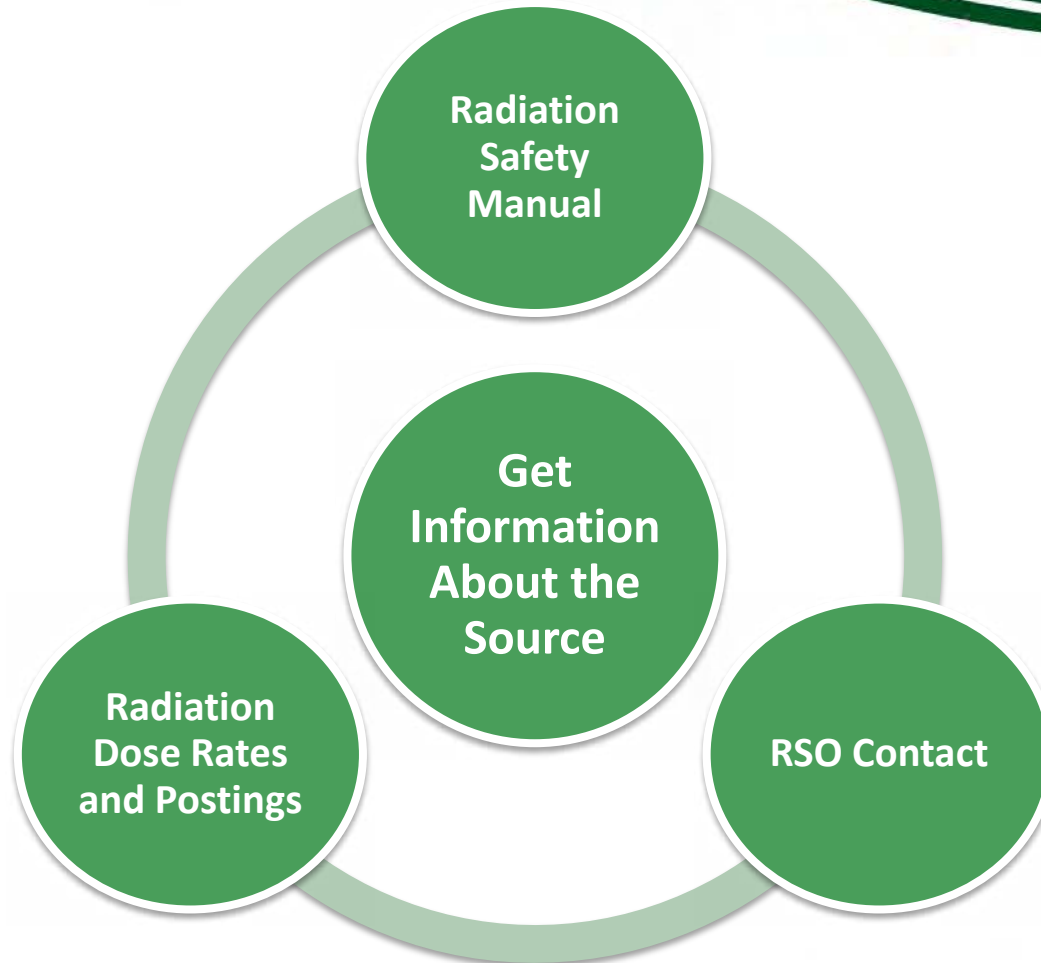 Radiation
Safety
Manual
Get
Information
About the
Source
Radiation
Dose Rates
and Postings
RSO Contact